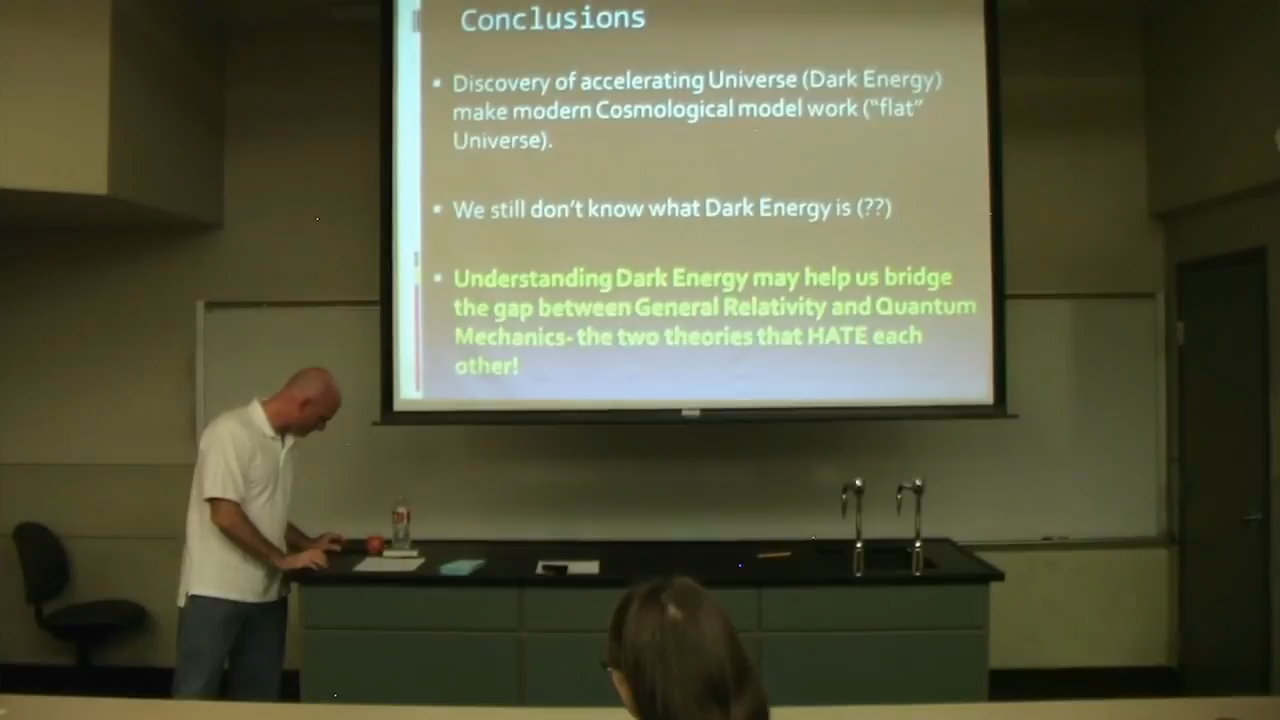 Conclusions
Discovery of accelerating Universe (Dark Energy)
make modern Cosmological model work (“flat”
Universe).
We still don’t know what Dark Energy is (??)
Understanding Dark Energy may help us bridge
the gap between General Relativity and Quantum
Mechanics- the two theories that HATE each
other!